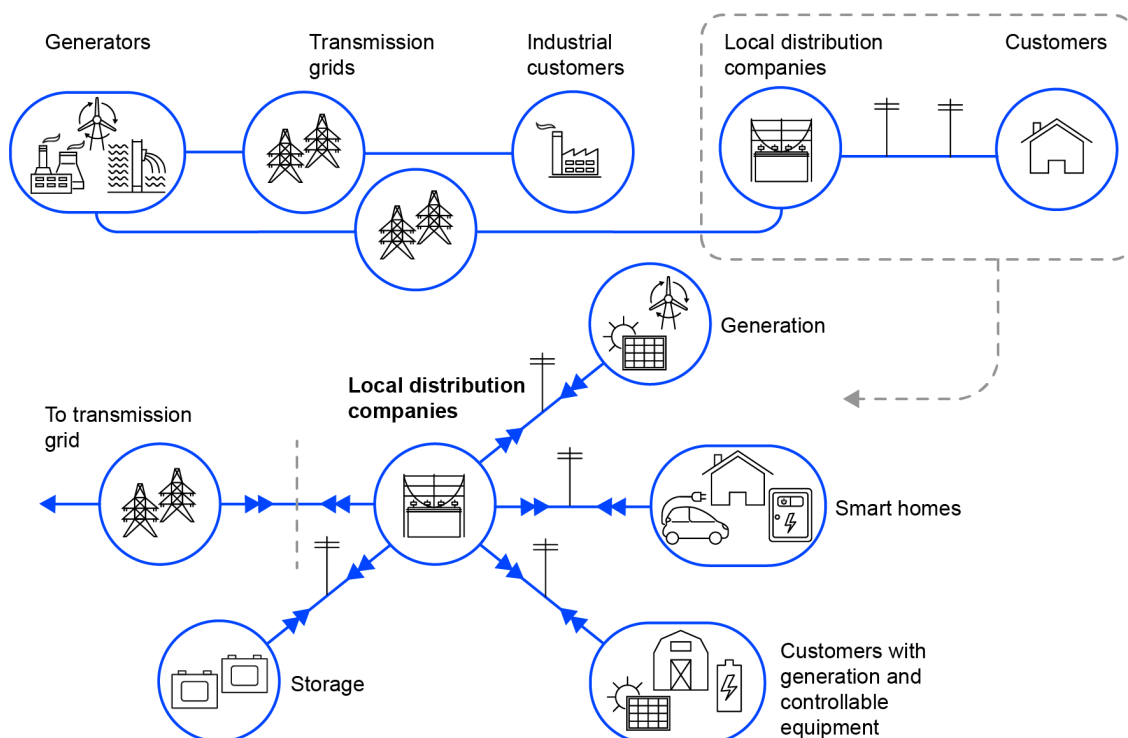 Generators
Transmission
grids
Industrial
customers
Local distribution
companies
Customers
Generation
Local distribution
companies
To transmission
grid
Smart homes
Storage
Customers with
generation and
controllable
equipment